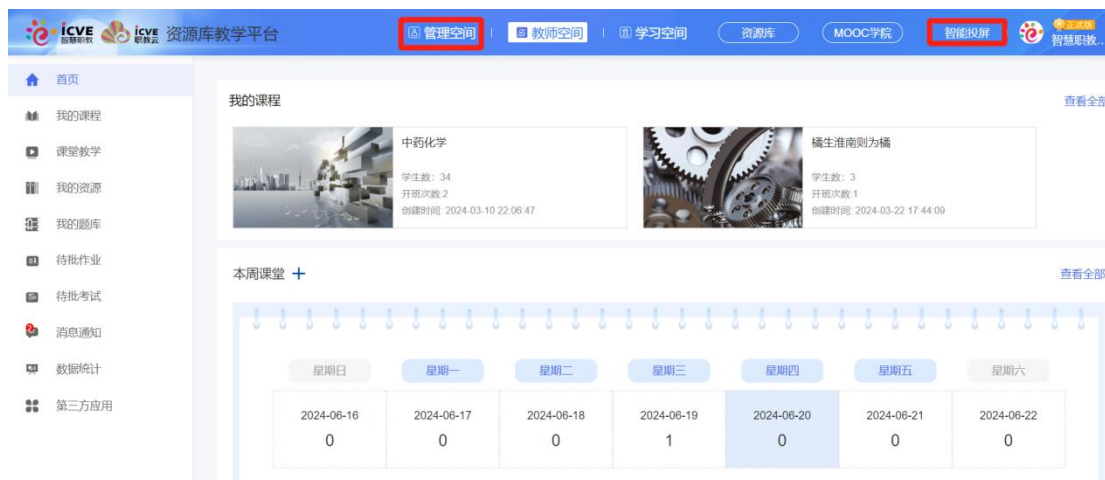 icve 智慧职教 icve 职教云 资源库教学平台 管理空间 教师空间 学习空间 资源库 MOOC学院 智能投屏 正式版 智慧职教...
首页
我的课程
课堂教学
我的资源
我的题库
待批作业
待批考试
2 消息通知
数据统计
第三方应用
我的课程 查看全部
中药化学
学生数: 34
开班次数:2
创建时间: 2024-03-10 22:06:47
橘生淮南则为橘
学生数: 3
开班次数:1
创建时间: 2024-03-22 17:44:09
本周课堂 + 查看全部
星期日 星期一 星期二 星期三 星期四 星期五 星期六
2024-06-16 2024-06-17 2024-06-18 2024-06-19 2024-06-20 2024-06-21 2024-06-22
0 0 0 1 0 0 0